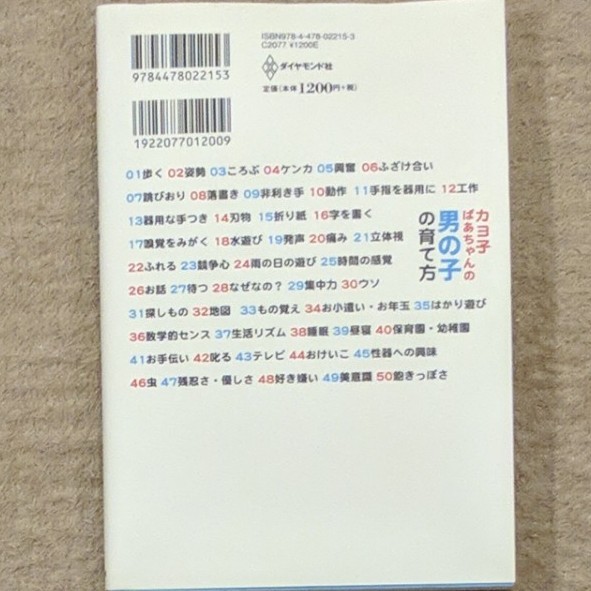 ISBN978-4-478-02215-3
C2077 ¥1200E
ダイヤモンド社
定価(本体1200円+税)
9784478022153
1922077012009
01歩く 02姿勢 03ころぶ 04ケンカ 05興奮 06ふざけ合い
07跳びおり 08落書き 09非利き手 10動作 11手指を器用に 12工作
13器用な手つき 14刃物 15折り紙 16字を書く
17嗅覚をみがく 18水遊び 19発声 20痛み 21立体視
22ふれる 23競争心 24雨の日の遊び 25時間の感覚
26お話 27待つ 28なぜなの? 29集中力 30ウソ
31探しもの 32地図 33もの覚え 34お小遣い・お年玉 35はかり遊び
36数学的センス 37生活リズム 38睡眠 39昼寝 40保育園・幼稚園
41お手伝い 42叱る 43テレビ 44おけいこ 45性器への興味
46虫 47残忍さ・優しさ 48好き嫌い 49美意識 50飽きっぽさ
カヨ子
ばあちゃんの
男の子
の育て方